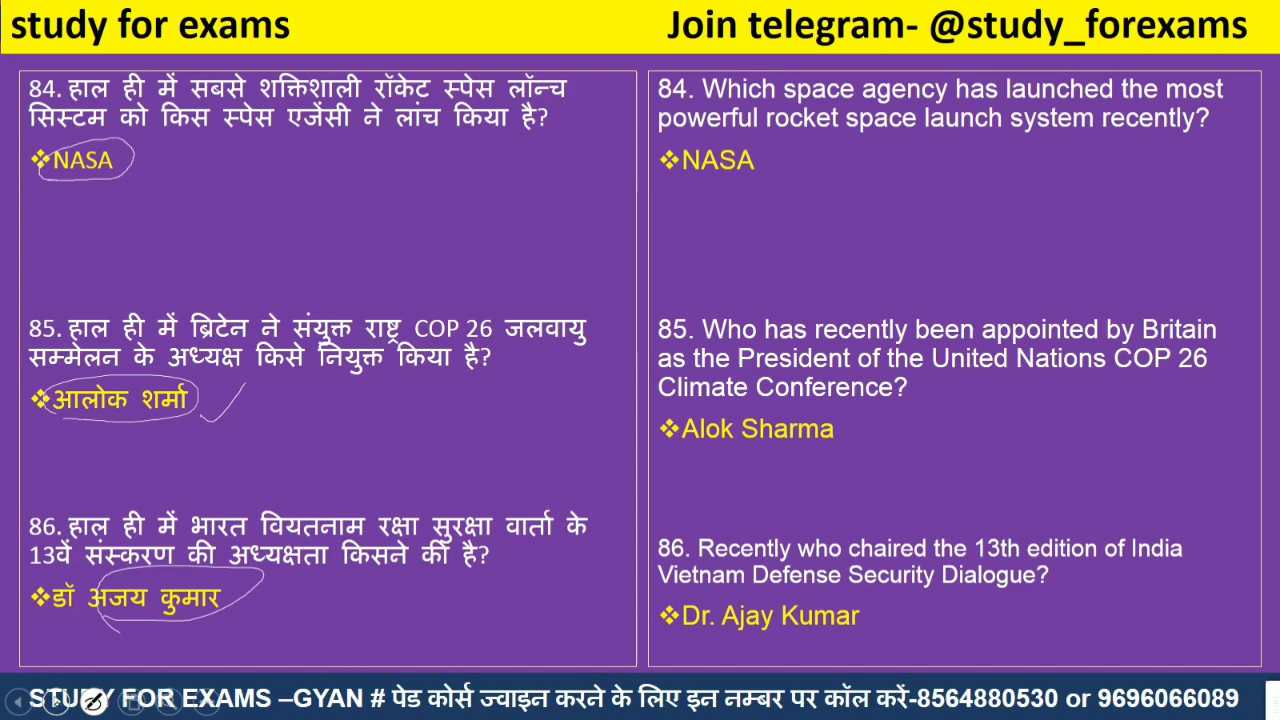 study for exams
Join telegram- @study_forexams
84. हाल ही में सबसे शक्तिशाली रॉकेट स्पेस लॉन्च
सिस्टम को किस स्पेस एजेंसी ने लांच किया है?
❖NASA
85. हाल ही में ब्रिटेन ने संयुक्त राष्ट्र COP 26 जलवायु
सम्मेलन के अध्यक्ष किसे नियुक्त किया है?
❖आलोक शर्मा
86. हाल ही में भारत वियतनाम रक्षा सुरक्षा वार्ता के
13वें संस्करण की अध्यक्षता किसने की है?
❖डॉ अजय कुमार
84. Which space agency has launched the most
powerful rocket space launch system recently?
❖NASA
85. Who has recently been appointed by Britain
as the President of the United Nations COP 26
Climate Conference?
❖Alok Sharma
86. Recently who chaired the 13th edition of India
Vietnam Defense Security Dialogue?
❖Dr. Ajay Kumar
STUDY FOR EXAMS –GYAN # पेड कोर्स ज्वाइन करने के लिए इन नम्बर पर कॉल करें-8564880530 or 9696066089